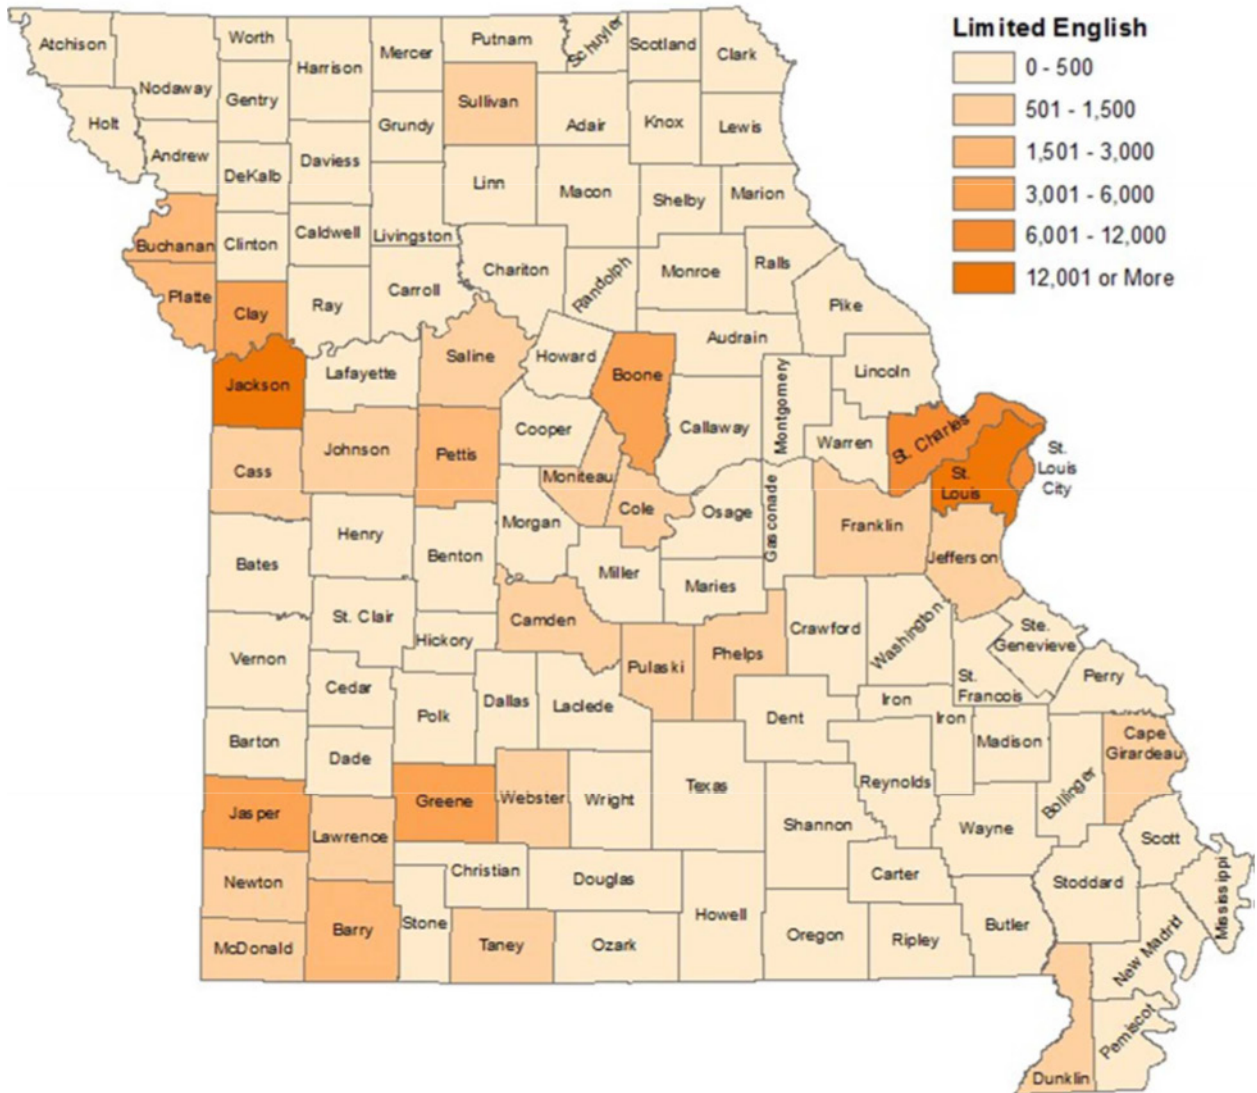 Limited English
0 - 500
501 - 1,500
1,501 - 3,000
3,001 - 6,000
6,001 - 12,000
12,001 or More
Atchison
Nodaway
Worth
Harrison
Mercer
Putnam
Schuyler
Scotland
Clark
Holt
Gentry
Grundy
Sullivan
Adair
Knox
Lewis
Andrew
DeKalb
Daviess
Linn
Macon
Shelby
Marion
Buchanan
Clinton
Caldwell
Livingston
Chariton
Randolph
Monroe
Ralls
Platte
Clay
Ray
Carroll
Pike
Jackson
Lafayette
Saline
Howard
Boone
Audrain
Lincoln
Cass
Johnson
Pettis
Cooper
Callaway
Montgomery
Warren
St. Charles
St.
Louis
St.
Louis
City
Moniteau
Cole
Osage
Gasconade
Franklin
Jefferson
Bates
Henry
Benton
Morgan
Miller
Maries
St. Clair
Hickory
Camden
Pulaski
Phelps
Crawford
Washington
Ste.
Genevieve
St.
Francois
Perry
Vernon
Cedar
Polk
Dallas
Laclede
Dent
Iron
Iron
Madison
Cape
Girardeau
Barton
Dade
Greene
Webster
Wright
Texas
Reynolds
Bollinger
Jasper
Lawrence
Shannon
Wayne
Scott
Newton
Christian
Douglas
Carter
Stoddard
Mississippi
McDonald
Barry
Stone
Taney
Ozark
Howell
Oregon
Ripley
Butler
New Madrid
Pemiscot
Dunklin